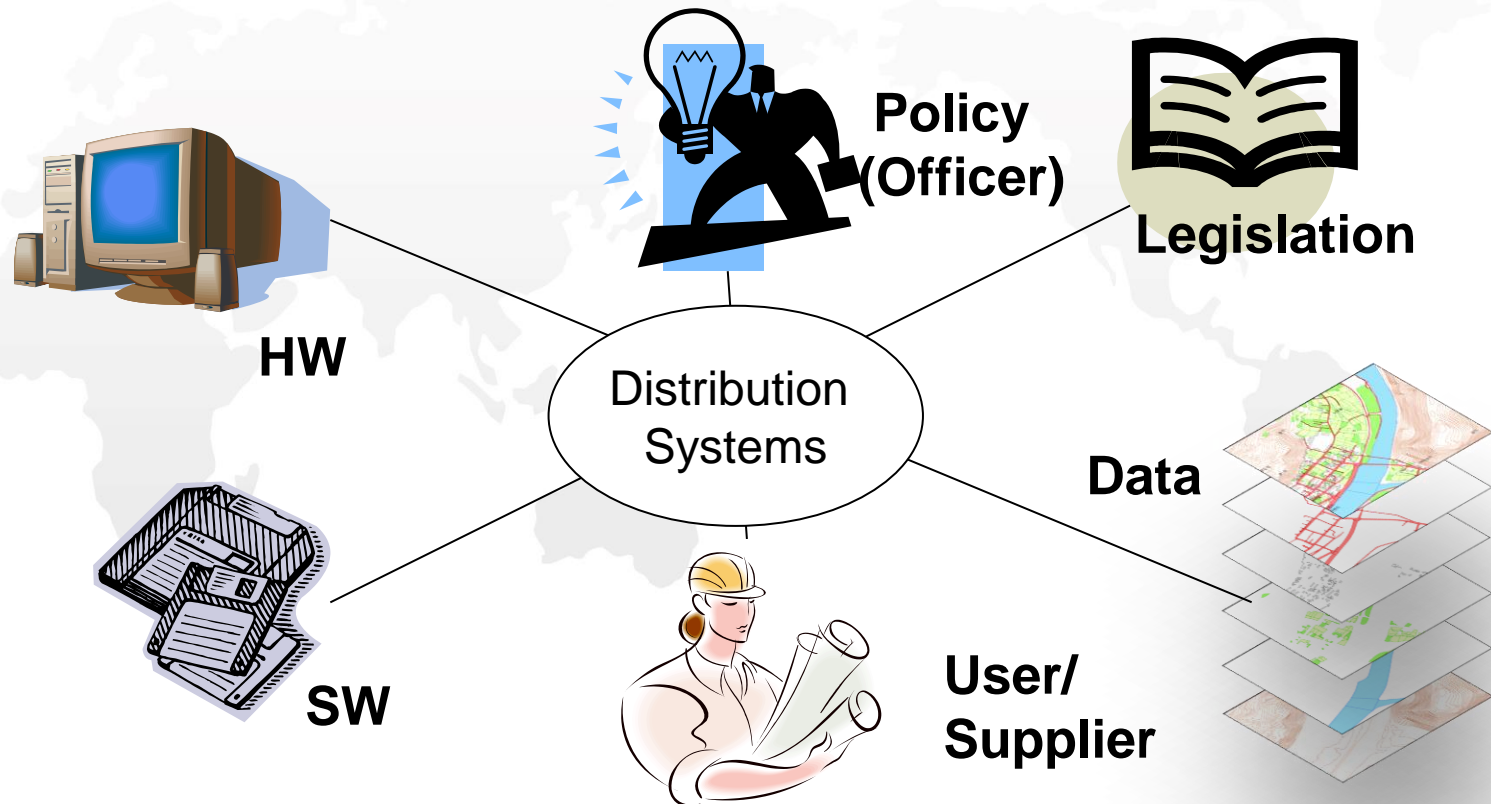 Policy
(Officer)
Legislation
HW
Distribution
Systems
Data
SW
User/
Supplier